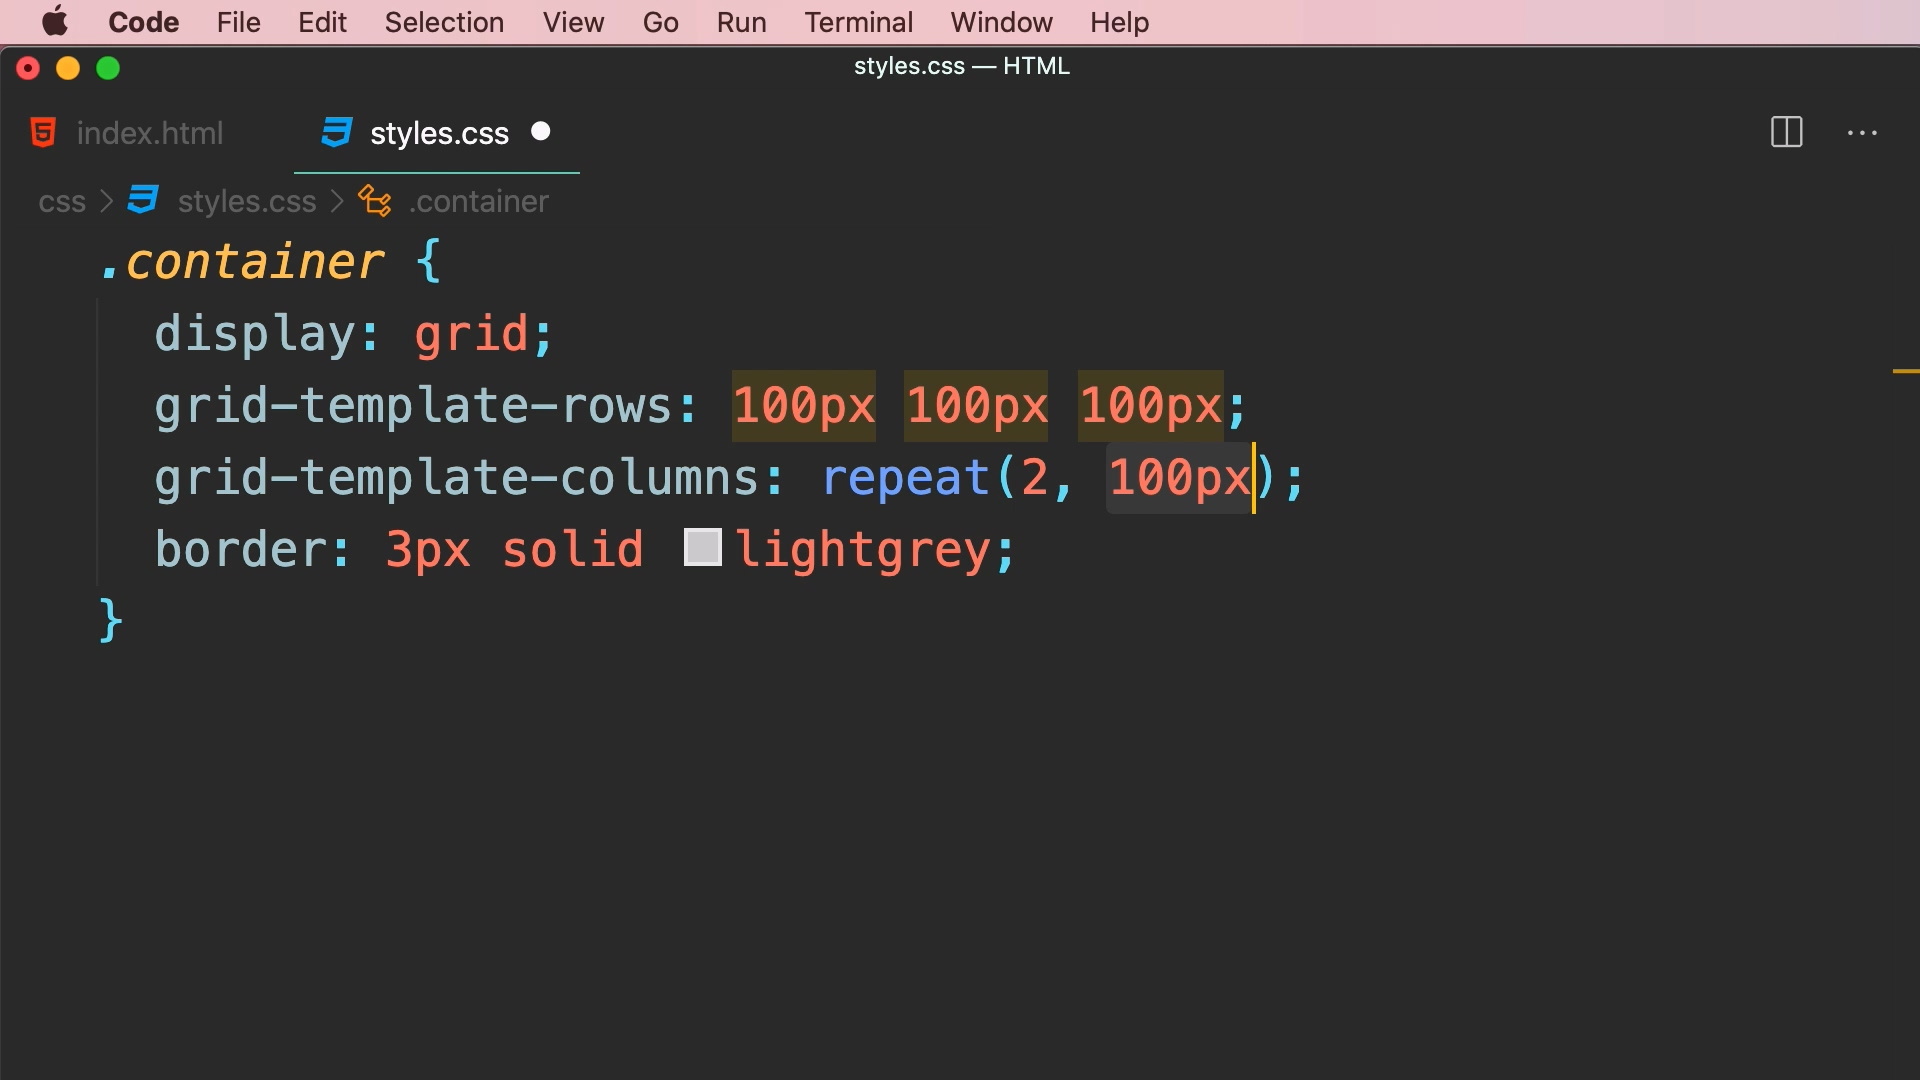 Code File Edit Selection View Go Run Terminal Window Help
styles.css — HTML
index.html styles.css
css > styles.css > .container
.container {
display: grid;
grid-template-rows: 100px 100px 100px;
grid-template-columns: repeat(2, 100px);
border: 3px solid lightgrey;
}